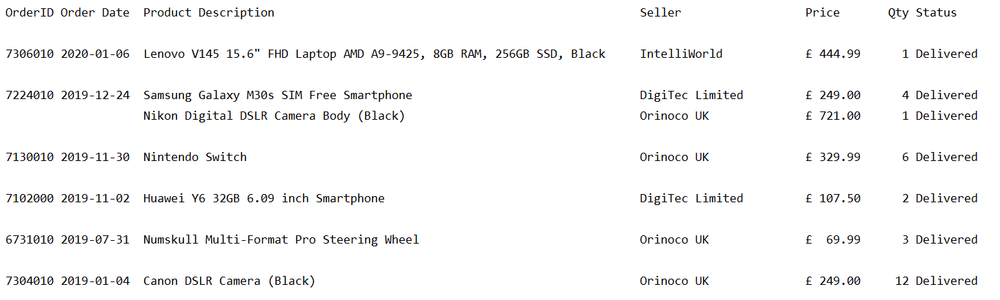 OrderID Order Date Product Description Seller Price Qty Status
7306010 2020-01-06 Lenovo V145 15.6" FHD Laptop AMD A9-9425, 8GB RAM, 256GB SSD, Black IntelliWorld £ 444.99 1 Delivered
7224010 2019-12-24 Samsung Galaxy M30s SIM Free Smartphone DigiTec Limited £ 249.00 4 Delivered
Nikon Digital DSLR Camera Body (Black) Orinoco UK £ 721.00 1 Delivered
7130010 2019-11-30 Nintendo Switch Orinoco UK £ 329.99 6 Delivered
7102000 2019-11-02 Huawei Y6 32GB 6.09 inch Smartphone DigiTec Limited £ 107.50 2 Delivered
6731010 2019-07-31 Numskull Multi-Format Pro Steering Wheel Orinoco UK £ 69.99 3 Delivered
7304010 2019-01-04 Canon DSLR Camera (Black) Orinoco UK £ 249.00 12 Delivered